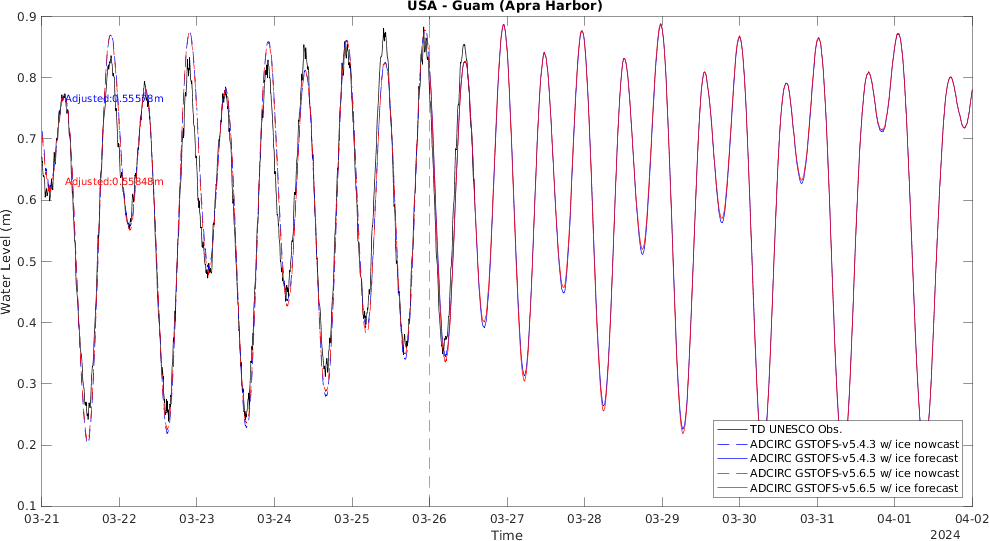 USA - Guam (Apra Harbor)
0.9
0.8
0.7
0.6
0.5
0.4
0.3
0.2
0.1
Water Level (m)
Adjusted:0.55578m
Adjusted:0.55848m
TD UNESCO Obs.
ADCIRC GSTOFS-v5.4.3 w/ ice nowcast
ADCIRC GSTOFS-v5.4.3 w/ ice forecast
ADCIRC GSTOFS-v5.6.5 w/ ice nowcast
ADCIRC GSTOFS-v5.6.5 w/ ice forecast
03-21 03-22 03-23 03-24 03-25 03-26 03-27 03-28 03-29 03-30 03-31 04-01 04-02
Time
2024